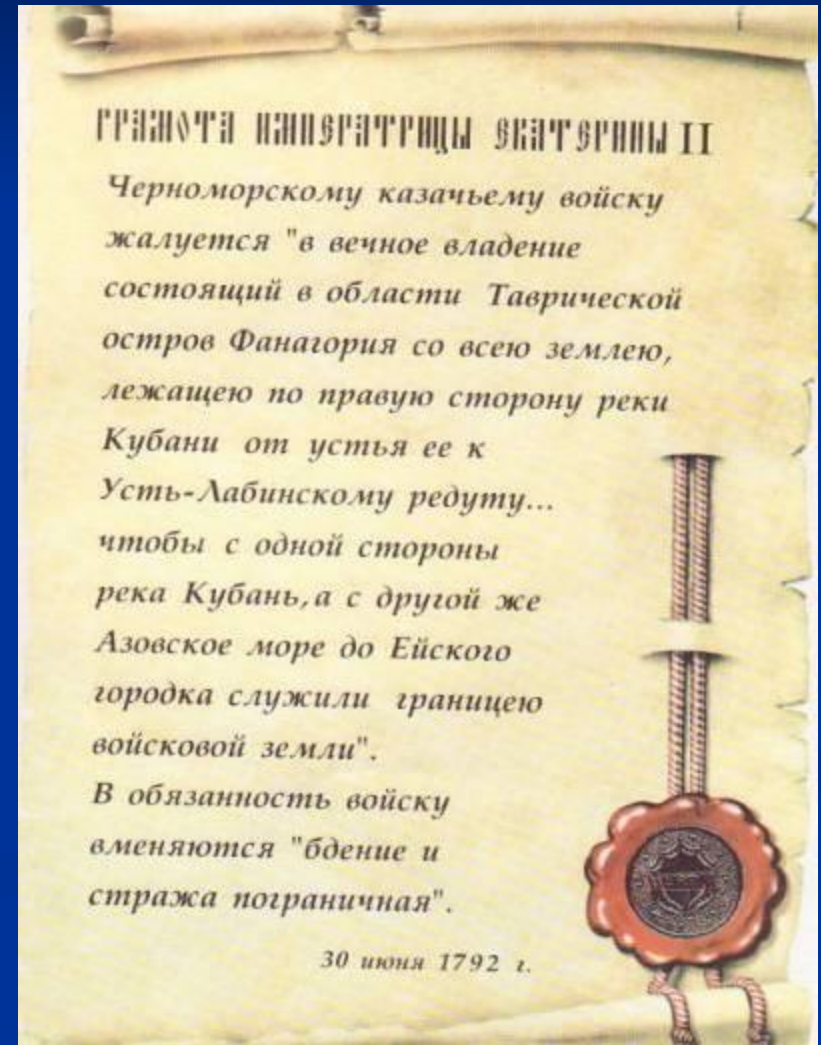 ГРАМОТА ИМПЕРАТРИЦЫ ЕКАТЕРИНЫ II
Черноморскому казачьему войску
жалуется "в вечное владение
состоящий в области Таврической
остров Фанагория со всею землею,
лежащею по правую сторону реки
Кубани от устья ее к
Усть-Лабинскому редуту...
чтобы с одной стороны
река Кубань, а с другой же
Азовское море до Ейского
городка служили границею
войсковой земли".
В обязанность войску
вменяются "бдение и
стража пограничная".
30 июня 1792 г.